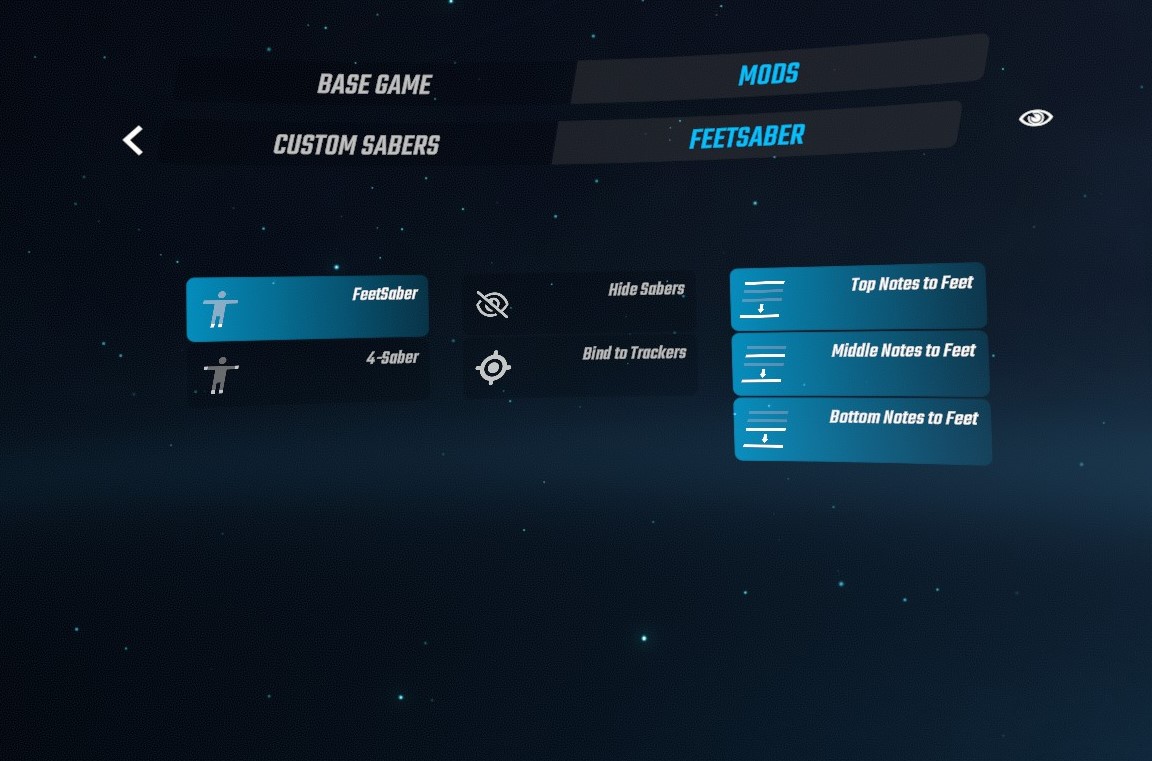 BASE GAME
MODS
CUSTOM SABERS
FEETSABER
FeetSaber
Hide Sabers
Top Notes to Feet
4-Saber
Bind to Trackers
Middle Notes to Feet
Bottom Notes to Feet